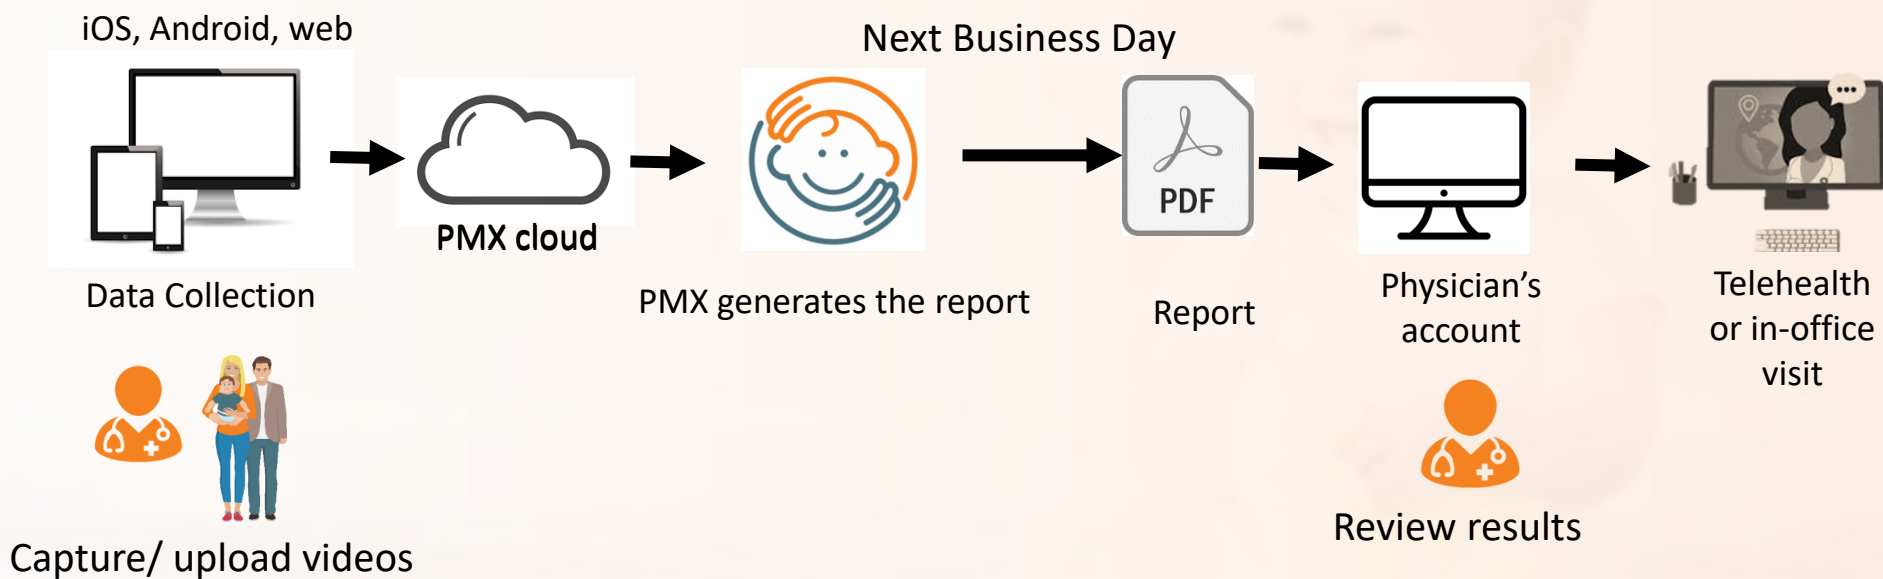 iOS, Android, web
Next Business Day
PMX cloud
PDF
Data Collection
PMX generates the report
Report
Physician’s
account
Telehealth
or in-office
visit
Capture/ upload videos
Review results